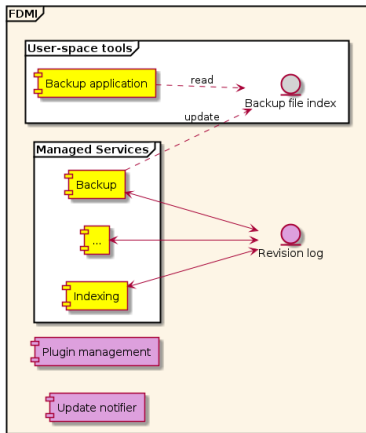 FDMI
User-space tools
Backup application
read
Backup file index
update
Managed Services
Backup
...
Revision log
Indexing
Plugin management
Update notifier